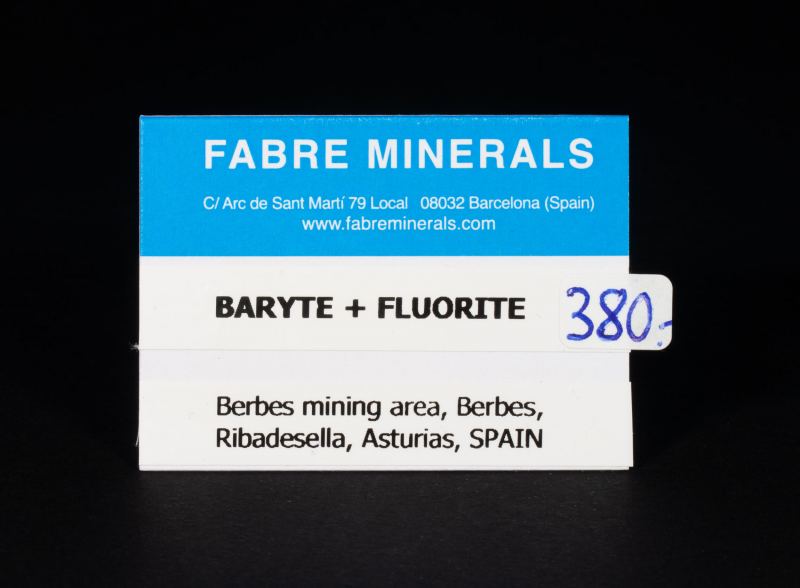 FABRE MINERALS
C/ Arc de Sant Martí 79 Local 08032 Barcelona (Spain)
www.fabreminerals.com
BARYTE + FLUORITE
380.-
Berbes mining area, Berbes,
Ribadesella, Asturias, SPAIN